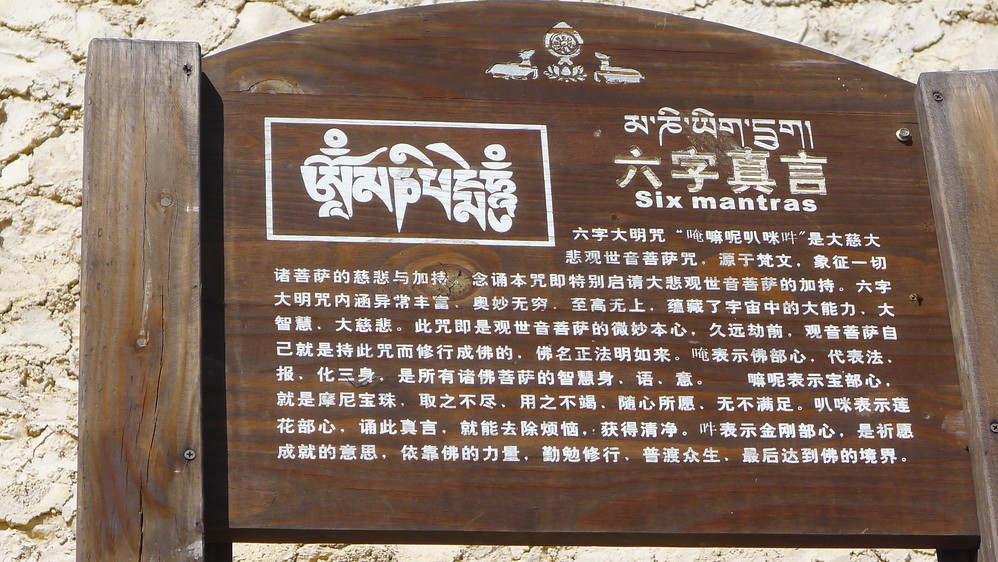 ༀམཎིཔདྨེཧཱུྃ
མ་ཎི་ཡིག་དྲུག།
六字真言
six mantras
六字大明咒“唵嘛呢叭咪吽”是大慈大
悲观世音菩萨咒，源于梵文，象征一切
诸菩萨的慈悲与加持。念诵本咒即特别启请大悲观世音菩萨的加持。六字
大明咒内涵异常丰富、奥妙无穷、至高无上，蕴藏了宇宙中的大能力、大
智慧、大慈悲。此咒即是观世音菩萨的微妙本心，久远劫前，观音菩萨自
己就是持此咒而修行成佛的，佛名正法明如来。唵表示佛部心，代表法、
报、化三身，是所有诸佛菩萨的智慧身、语、意。 嘛呢表示宝部心，
就是摩尼宝珠，取之不尽、用之不竭、随心所愿、无不满足。叭咪表示莲
花部心，诵此真言，就能去除烦恼，获得清净。吽表示金刚部心，是祈愿
成就的意思，依靠佛的力量，勤勉修行、普渡众生、最后达到佛的境界。